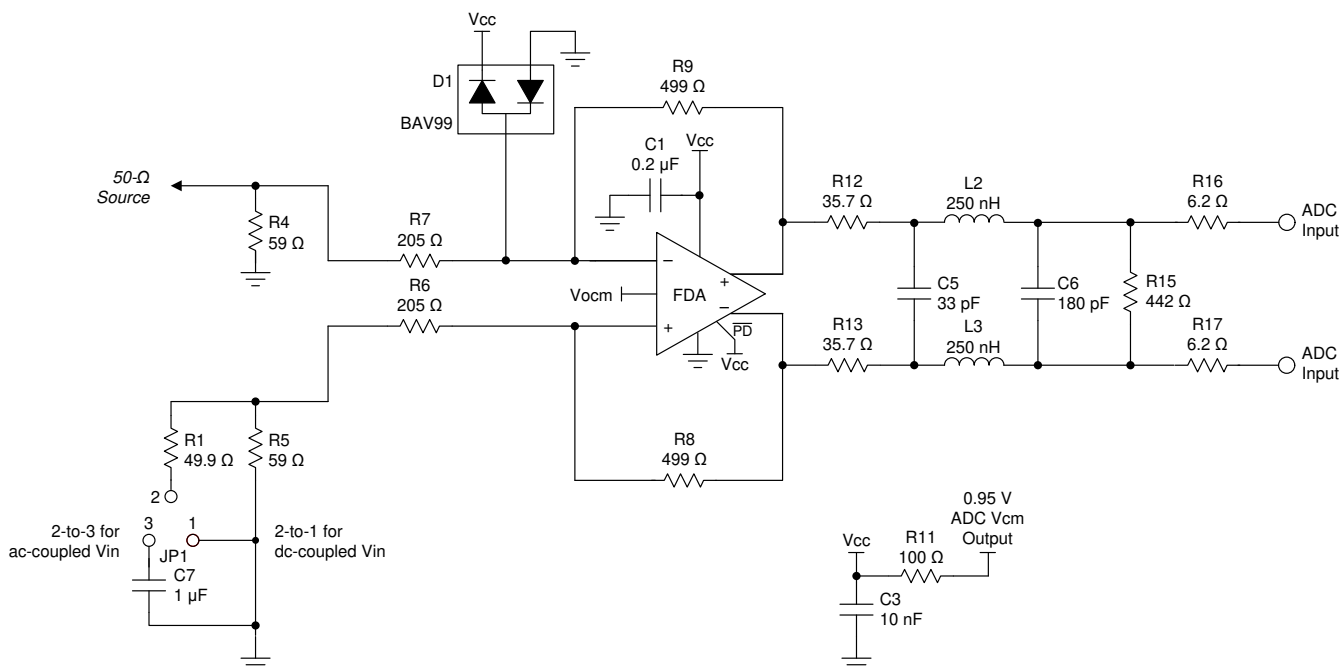 Vcc
D1
BAV99
R9
499 Ω
C1
0.2 µF
Vcc
50-Ω
Source
R4
59 Ω
R7
205 Ω
R12
35.7 Ω
L2
250 nH
R16
6.2 Ω
ADC
Input
−
+
Vocm
FDA
C5
33 pF
C6
180 pF
R15
442 Ω
R6
205 Ω
+
−
PD
Vcc
R13
35.7 Ω
L3
250 nH
R17
6.2 Ω
ADC
Input
R1
49.9 Ω
R5
59 Ω
R8
499 Ω
2
3
1
2-to-3 for
ac-coupled Vin
2-to-1 for
dc-coupled Vin
JP1
C7
1 µF
0.95 V
ADC Vcm
Output
Vcc
R11
100 Ω
C3
10 nF